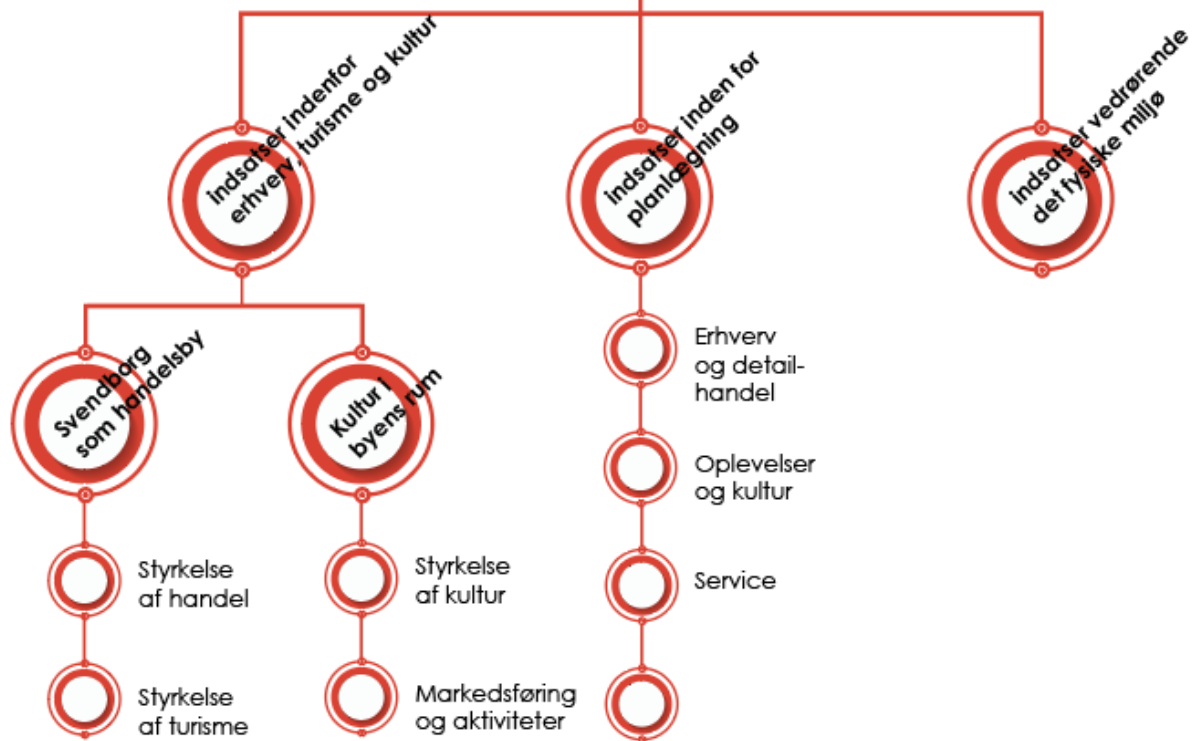 indsatser indenfor
erhverv, turisme og kultur
indsatser inden for
planlægning
indsatser vedrørende
det fysiske miljø
Svendborg
som handelsby
Kultur i
byens rum
Erhverv
og detail-
handel
Oplevelser
og kultur
Service
Styrkelse
af handel
Styrkelse
af turisme
Styrkelse
af kultur
Markedsføring
og aktiviteter